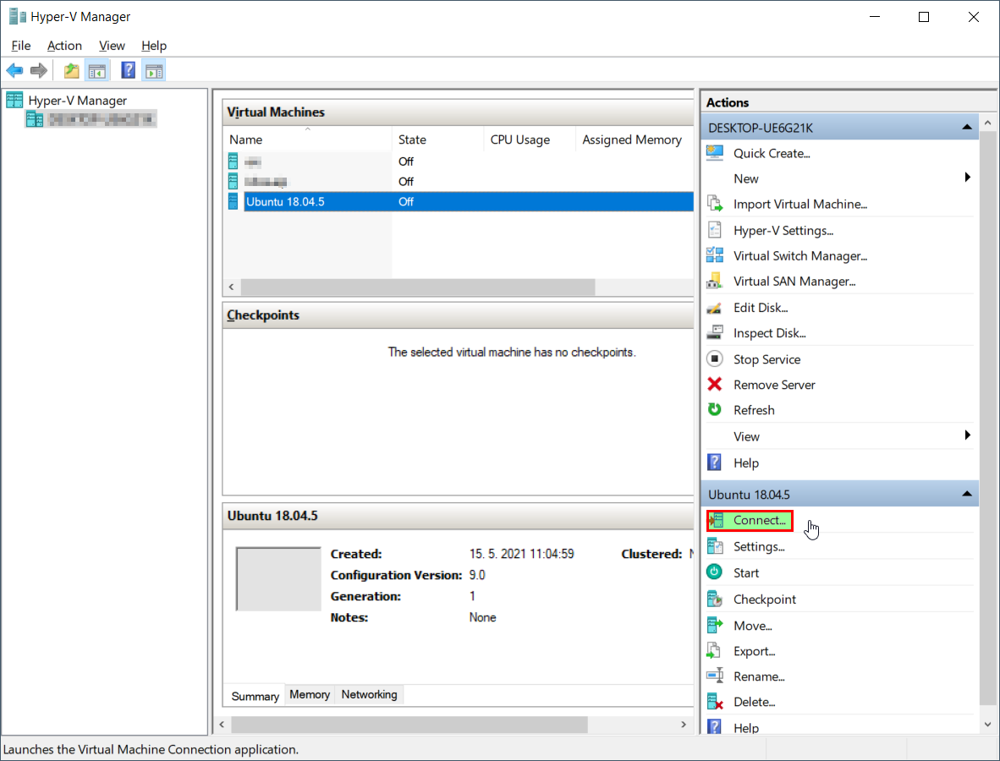 Hyper-V Manager
File Action View Help
Hyper-V Manager
Virtual Machines
Name State CPU Usage Assigned Memory
Off
Off
Ubuntu 18.04.5 Off
Checkpoints
The selected virtual machine has no checkpoints.
Ubuntu 18.04.5
Created: 15. 5. 2021 11:04:59 Clustered:
Configuration Version: 9.0
Generation: 1
Notes: None
Summary Memory Networking
Actions
DESKTOP-UE6G21K
Quick Create...
New
Import Virtual Machine...
Hyper-V Settings...
Virtual Switch Manager...
Virtual SAN Manager...
Edit Disk...
Inspect Disk...
Stop Service
Remove Server
Refresh
View
Help
Ubuntu 18.04.5
Connect...
Settings...
Start
Checkpoint
Move...
Export...
Rename...
Delete...
Help
Launches the Virtual Machine Connection application.